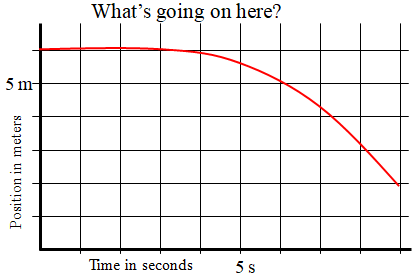 What's going on here?
5 m
Position in meters
Time in seconds
5 s